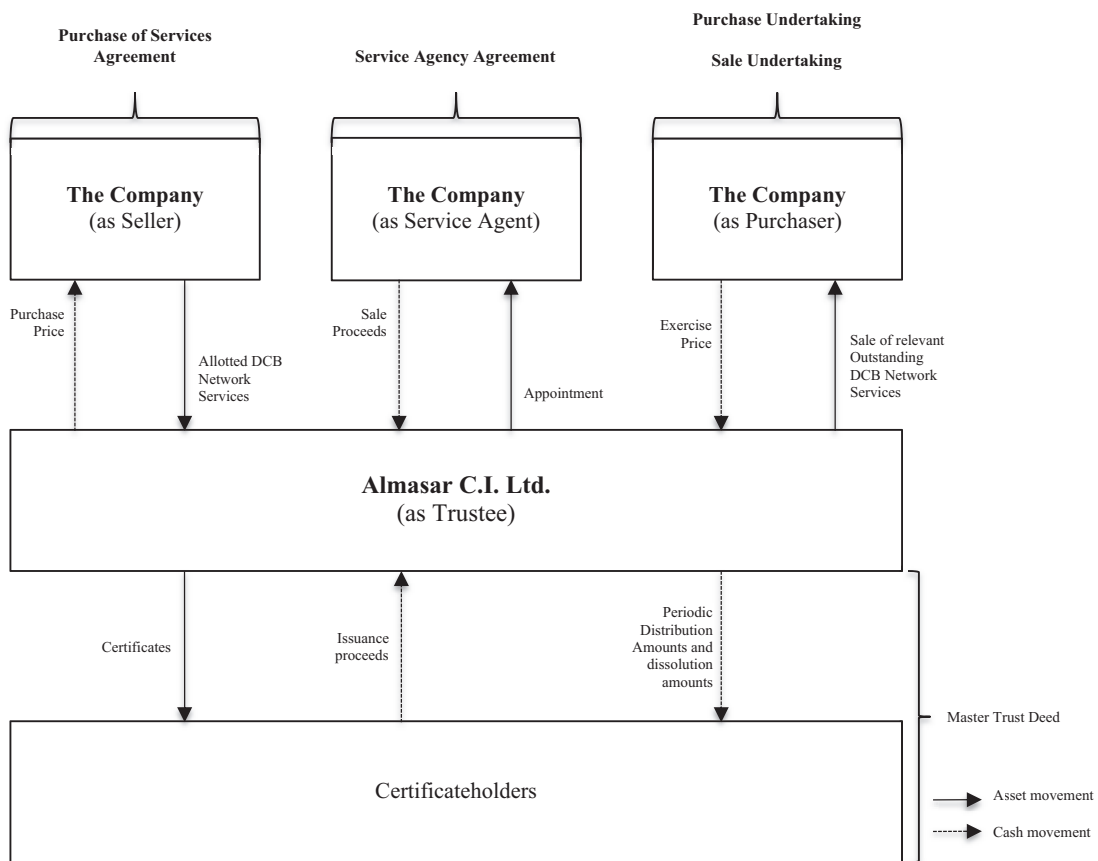 Purchase of Services
Agreement
Service Agency Agreement
Purchase Undertaking
Sale Undertaking
The Company
(as Seller)
The Company
(as Service Agent)
The Company
(as Purchaser)
Purchase
Price
Allotted DCB
Network
Services
Sale
Proceeds
Appointment
Exercise
Price
Sale of relevant
Outstanding
DCB Network
Services
Almasar C.I. Ltd.
(as Trustee)
Certificates
Issuance
proceeds
Periodic
Distribution
Amounts and
dissolution
amounts
Master Trust Deed
Certificateholders
Asset movement
Cash movement